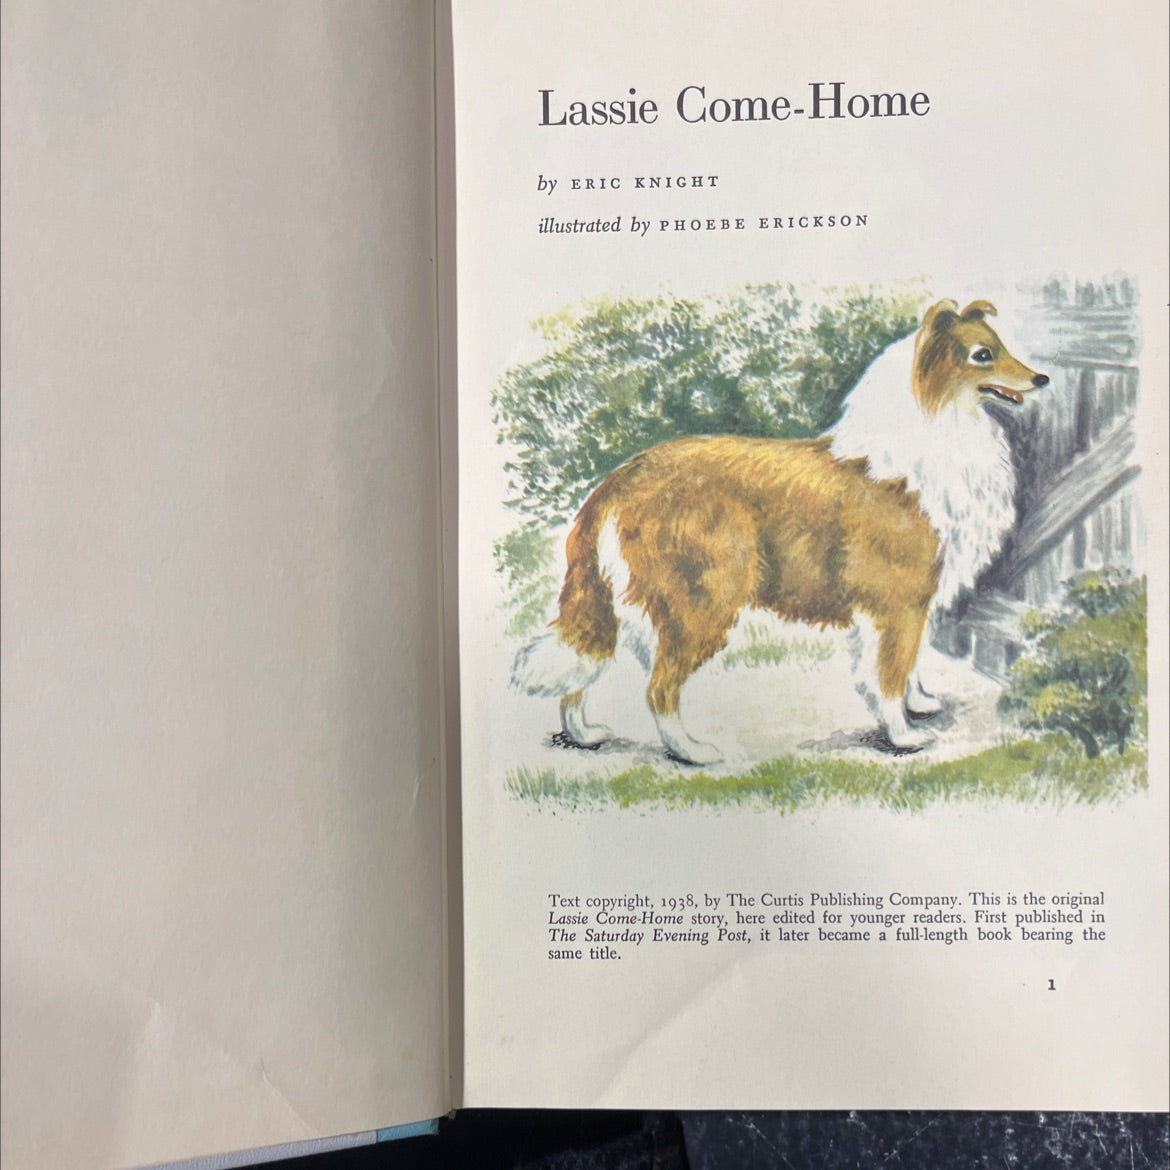 Lassie Come-Home
by ERIC KNIGHT
illustrated by PHOEBE ERICKSON
Text copyright, 1938, by The Curtis Publishing Company. This is the original
Lassie Come-Home story, here edited for younger readers. First published in
The Saturday Evening Post, it later became a full-length book bearing the
same title.
1